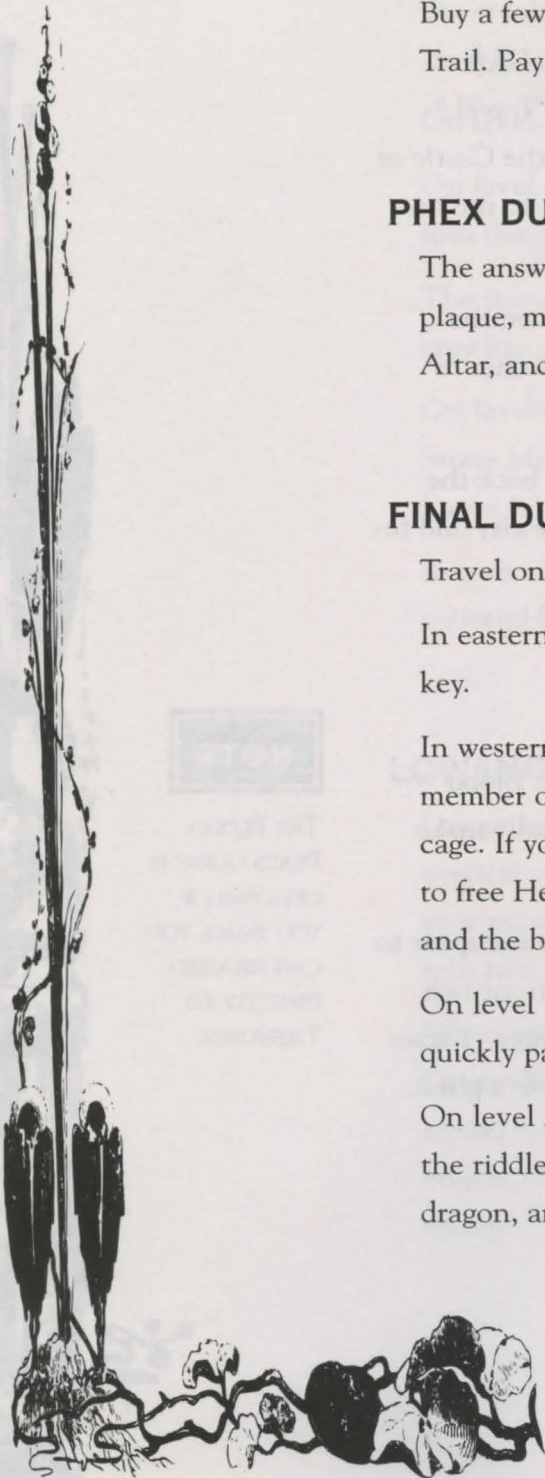 Buy a few
Trail. Pay
PHEX DU
The answ
plaque, m
Altar, and
FINAL DU
Travel on
In eastern
key.
In western
member o
cage. If yo
to free He
and the b
On level
quickly pa
On level
the riddle
dragon, an